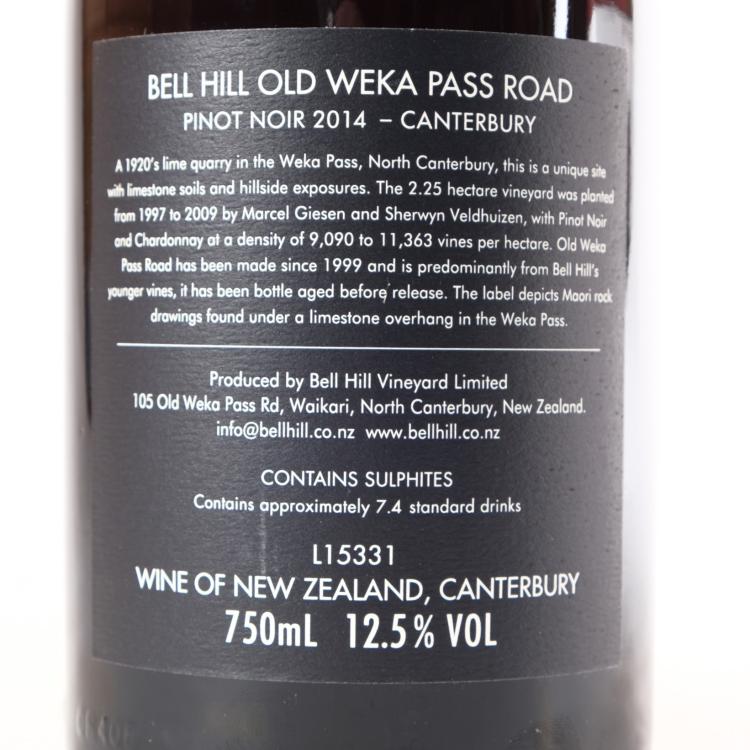 BELL HILL OLD WEKA PASS ROAD
PINOT NOIR 2014 – CANTERBURY
A 1920's lime quarry in the Weka Pass, North Canterbury, this is a unique site
with limestone soils and hillside exposures. The 2.25 hectare vineyard was planted
from 1997 to 2009 by Marcel Giesen and Sherwyn Veldhuizen, with Pinot Noir
and Chardonnay at a density of 9,090 to 11,363 vines per hectare. Old Weka
Pass Road has been made since 1999 and is predominantly from Bell Hill's
younger vines, it has been bottle aged before release. The label depicts Maori rock
drawings found under a limestone overhang in the Weka Pass.
Produced by Bell Hill Vineyard Limited
105 Old Weka Pass Rd, Waikari, North Canterbury, New Zealand.
info@bellhill.co.nz www.bellhill.co.nz
CONTAINS SULPHITES
Contains approximately 7.4 standard drinks
L15331
WINE OF NEW ZEALAND, CANTERBURY
750mL 12.5% VOL